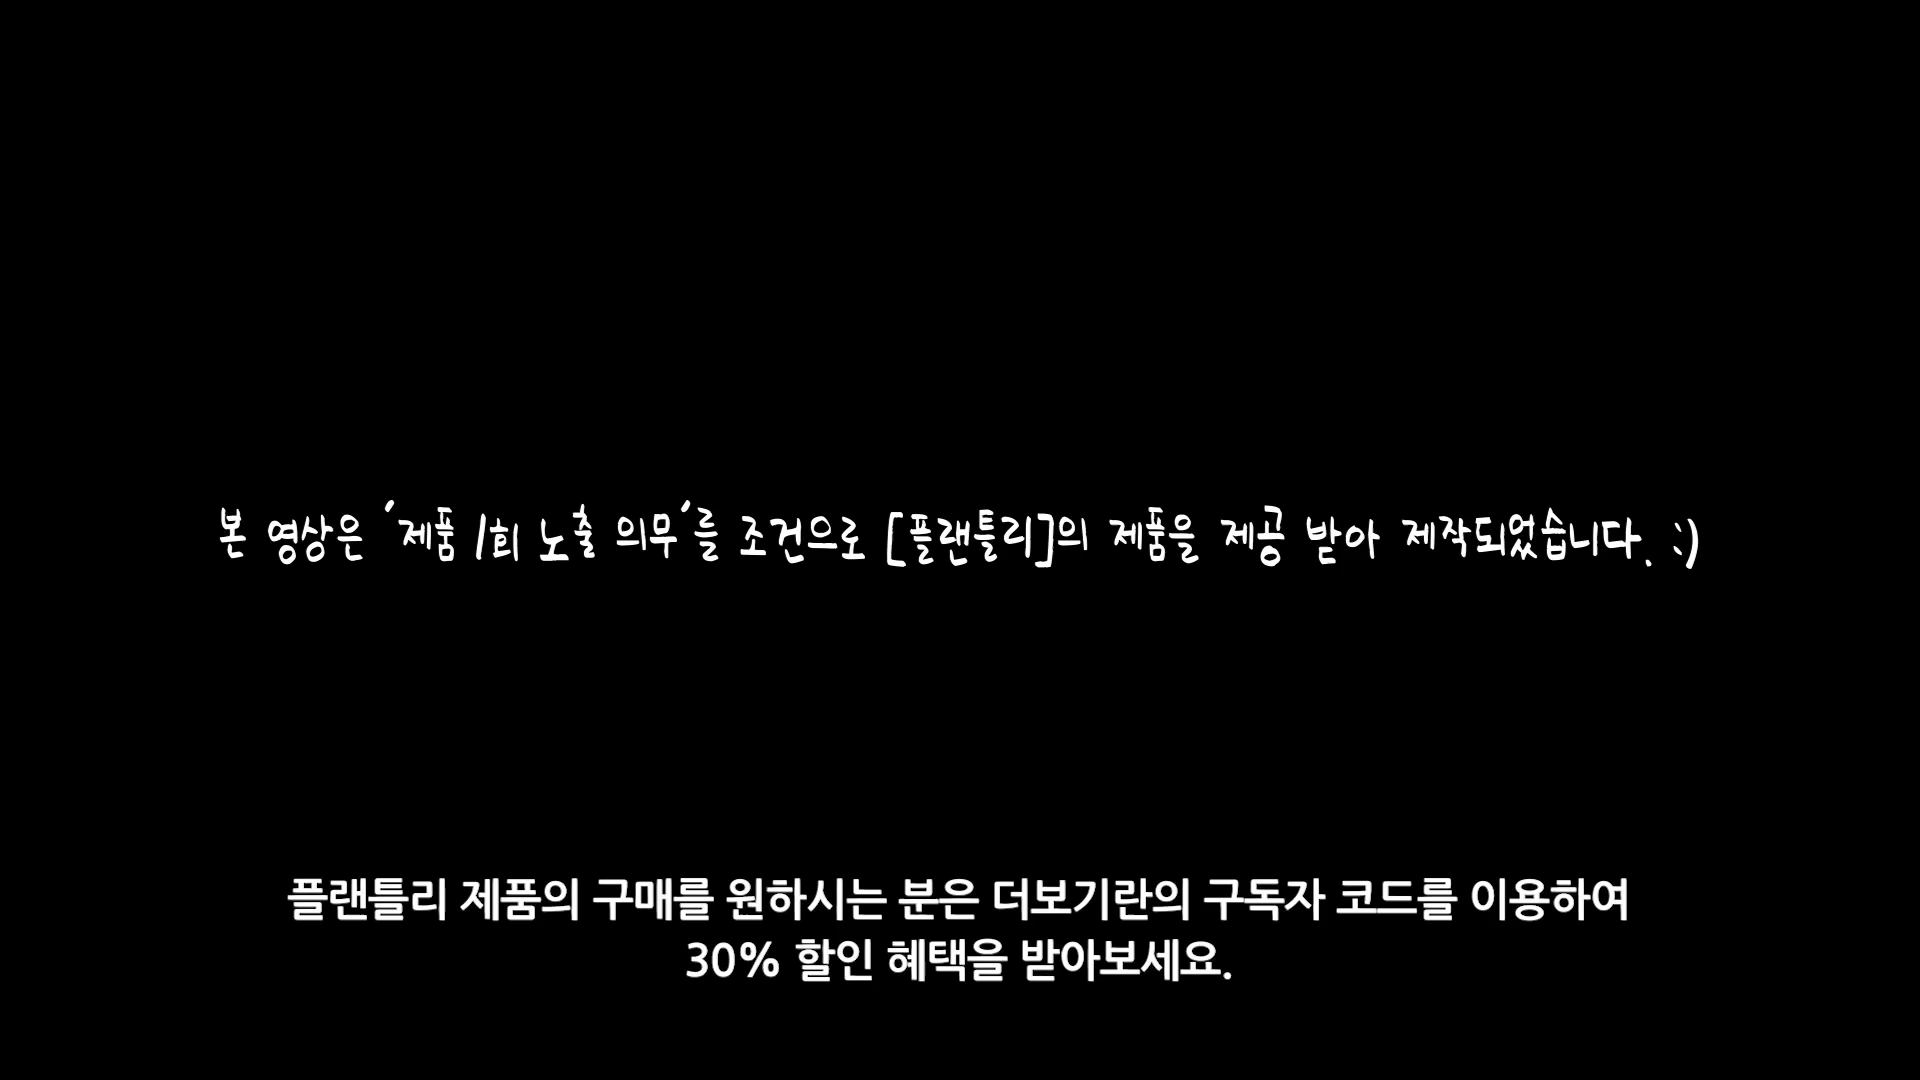 본 영상은 '제품 1회 노출 의무'를 조건으로 [플랜틀리]의 제품을 제공 받아 제작되었습니다. :)
플랜틀리 제품의 구매를 원하시는 분은 더보기란의 구독자 코드를 이용하여
30% 할인 혜택을 받아보세요.